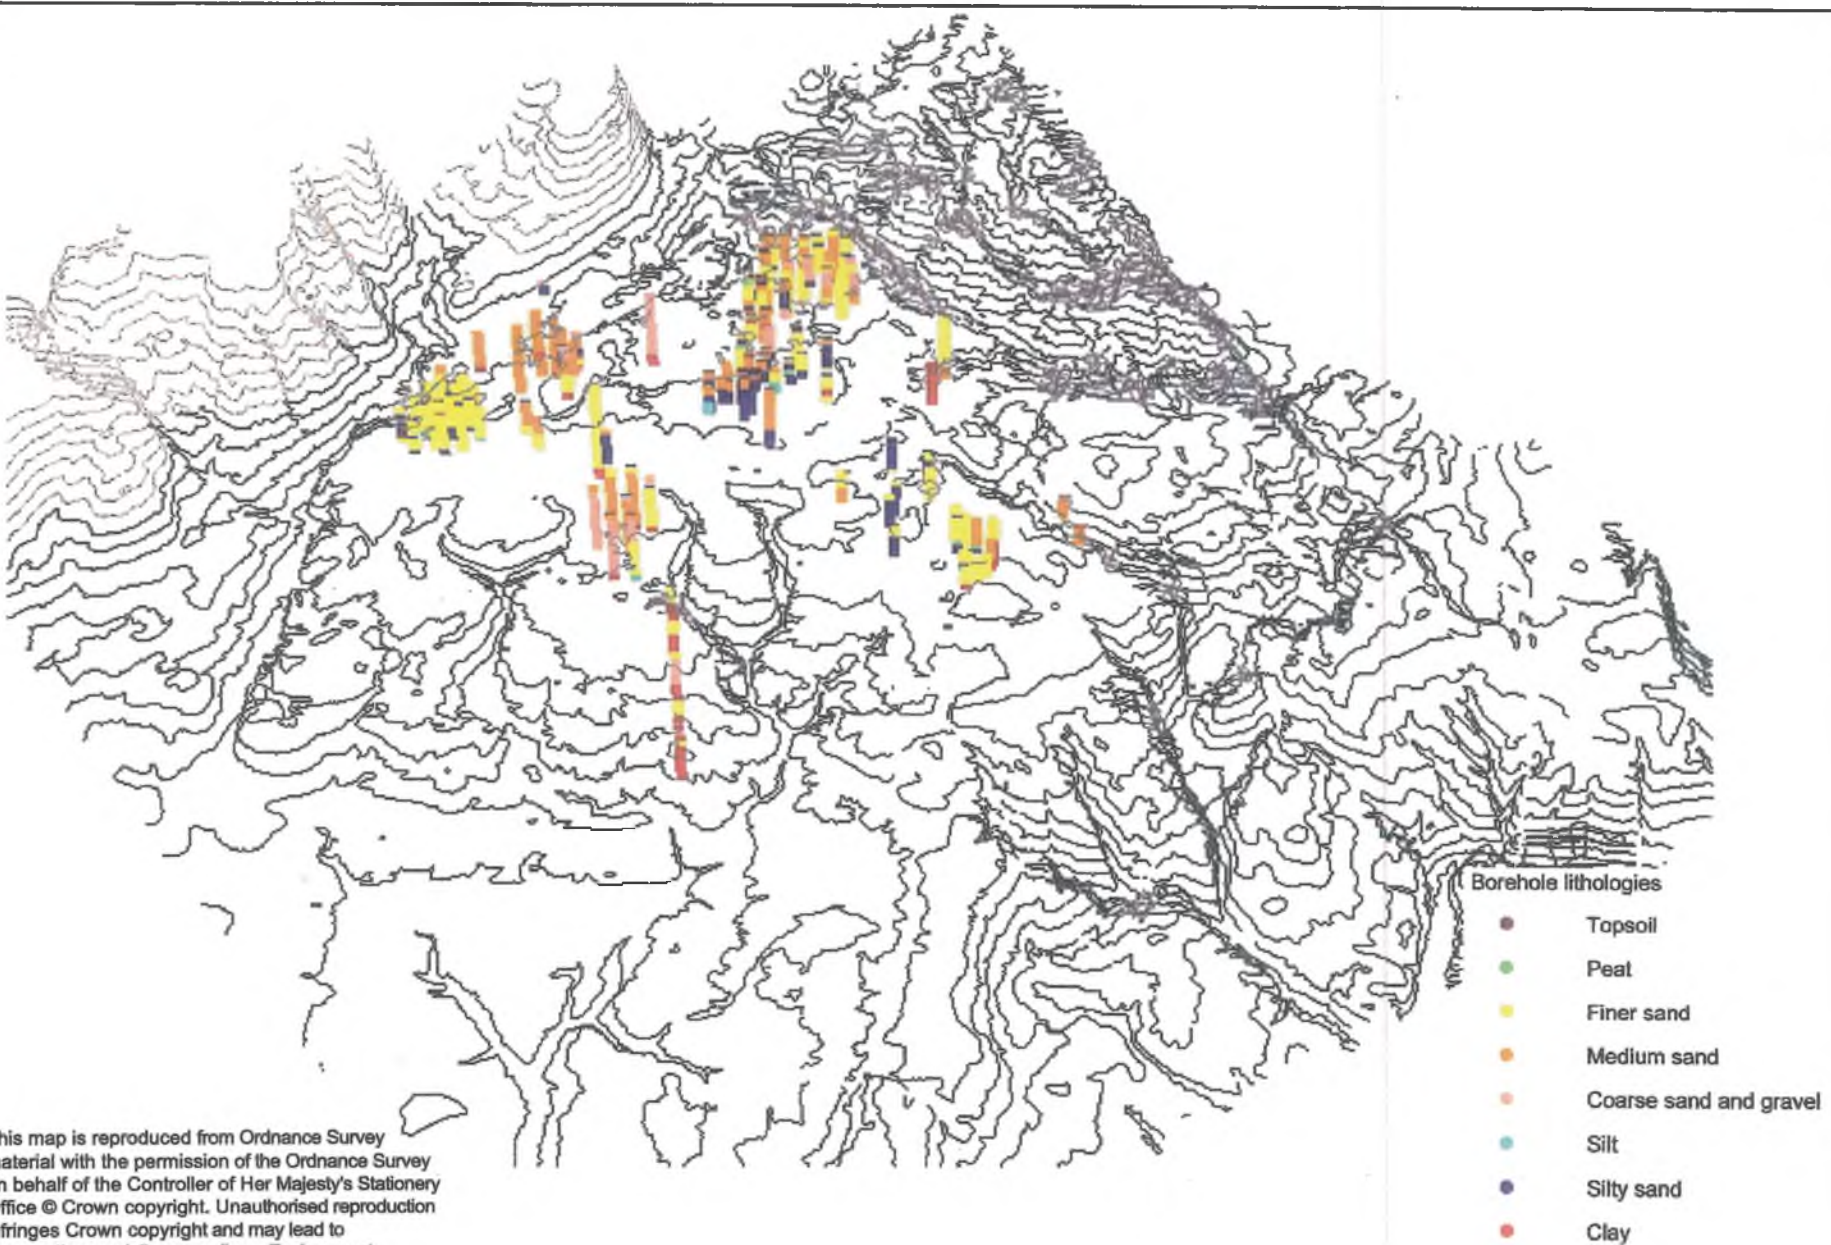 Borehole lithologies
Topsoil
Peat
Finer sand
Medium sand
Coarse sand and gravel
Silt
Silty sand
Clay
his map is reproduced from Ordnance Survey
aterial with the permission of the Ordnance Survey
n behalf of the Controller of Her Majesty's Stationery
ffice © Crown copyright. Unauthorised reproduction
fringes Crown copyright and may lead to